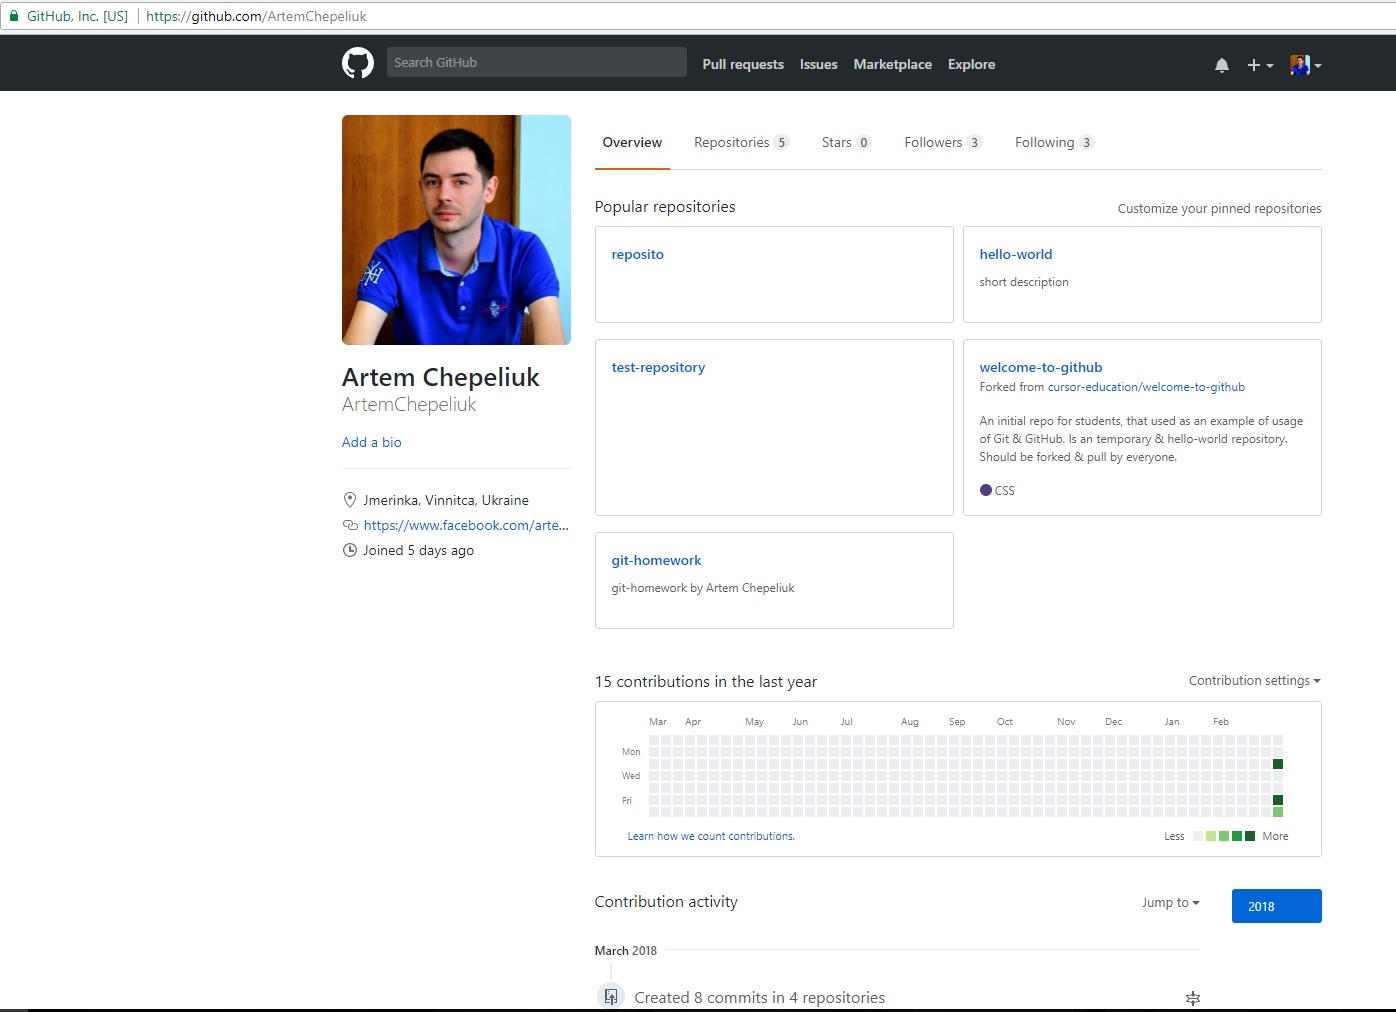 GitHub, Inc. [US] https://github.com/ArtemChepeliuk
Search GitHub
Pull requests Issues Marketplace Explore
Overview Repositories 5 Stars 0 Followers 3 Following 3
Popular repositories
Customize your pinned repositories
reposito
hello-world
short description
test-repository
welcome-to-github
Forked from cursor-education/welcome-to-github
An initial repo for students, that used as an example of usage
of Git & GitHub. Is an temporary & hello-world repository.
Should be forked & pull by everyone.
CSS
git-homework
git-homework by Artem Chepeliuk
Artem Chepeliuk
ArtemChepeliuk
Add a bio
Jmerinka, Vinnitca, Ukraine
https://www.facebook.com/arte...
Joined 5 days ago
15 contributions in the last year
Contribution settings
Mar Apr May Jun Jul Aug Sep Oct Nov Dec Jan Feb
Mon
Wed
Fri
Learn how we count contributions.
Less More
Contribution activity
Jump to
2018
March 2018
Created 8 commits in 4 repositories